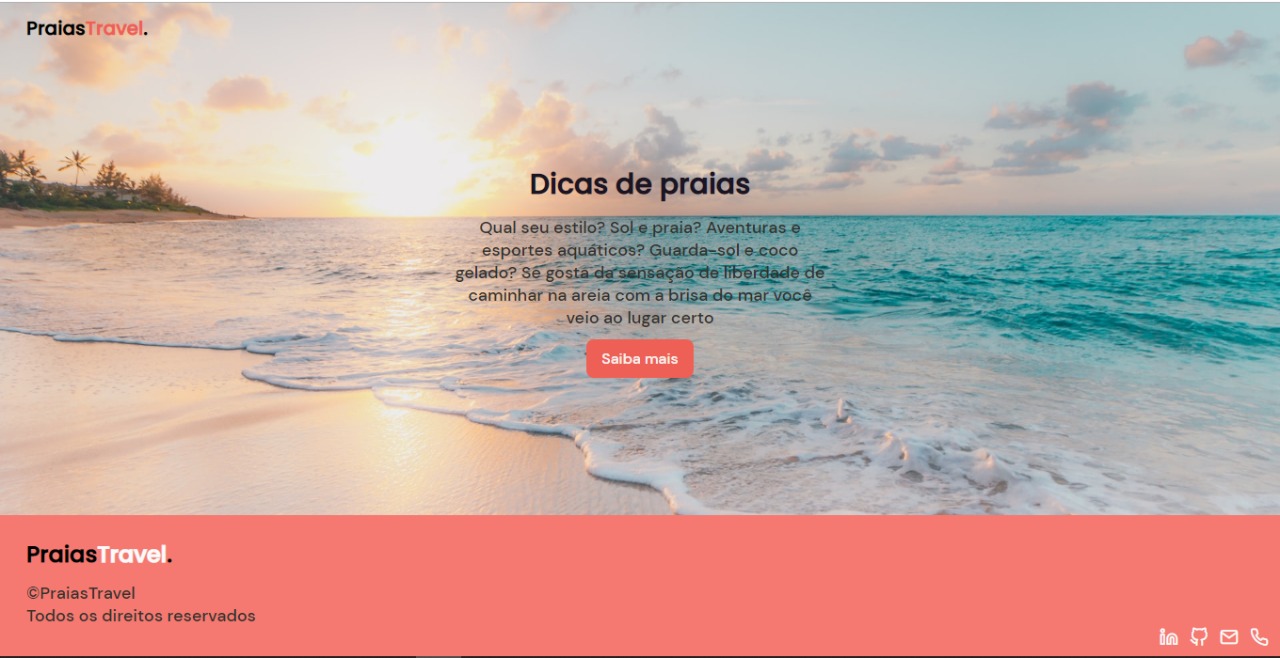 PraiasTravel.
Dicas de praias
Qual seu estilo? Sol e praia? Aventuras e
esportes aquáticos? Guarda-sol e coco
gelado? Se gosta da sensação de liberdade de
caminhar na areia com a brisa do mar você
veio ao lugar certo
Saiba mais
PraiasTravel.
©PraiasTravel
Todos os direitos reservados